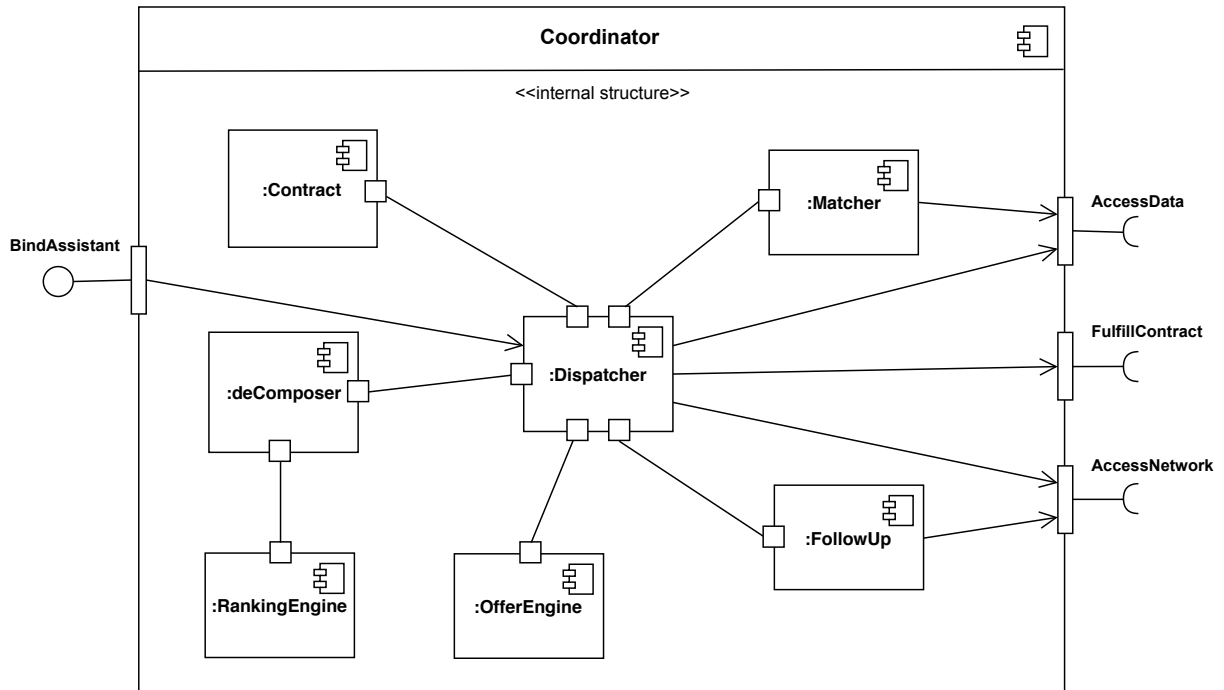 Coordinator
<<internal structure>>
:Contract
:Matcher
AccessData
BindAssistant
FulfillContract
:Dispatcher
:deComposer
AccessNetwork
:FollowUp
:RankingEngine
:OfferEngine